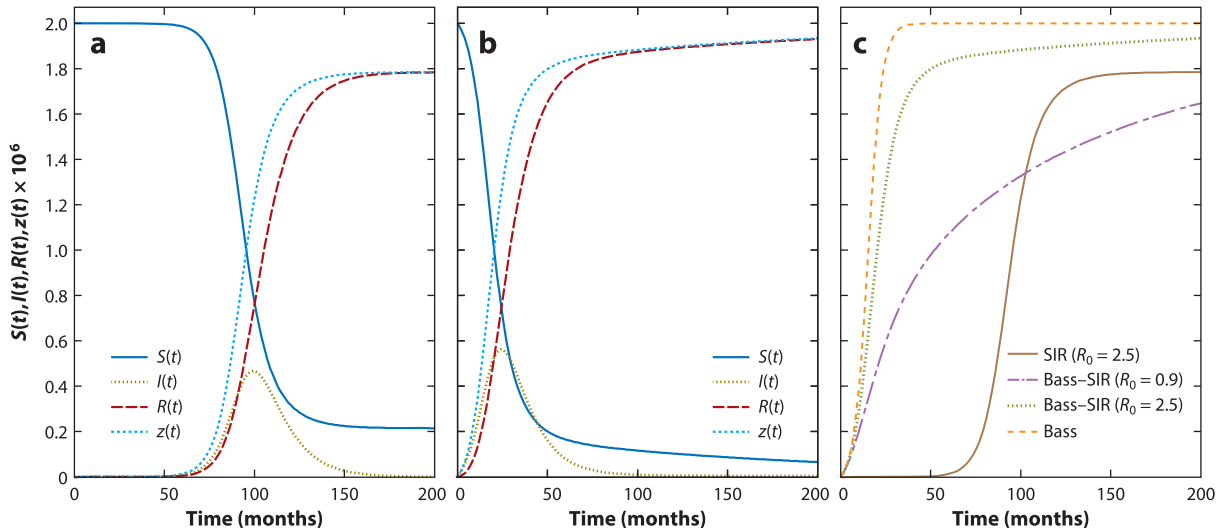 a
b
c
S(t), I(t), R(t), z(t) × 10⁶
2.0
1.8
1.6
1.4
1.2
1.0
0.8
0.6
0.4
0.2
0
S(t)
I(t)
R(t)
z(t)
0 50 100 150 200
Time (months)
S(t)
I(t)
R(t)
z(t)
0 50 100 150 200
Time (months)
SIR (R₀ = 2.5)
Bass–SIR (R₀ = 0.9)
Bass–SIR (R₀ = 2.5)
Bass
0 50 100 150 200
Time (months)